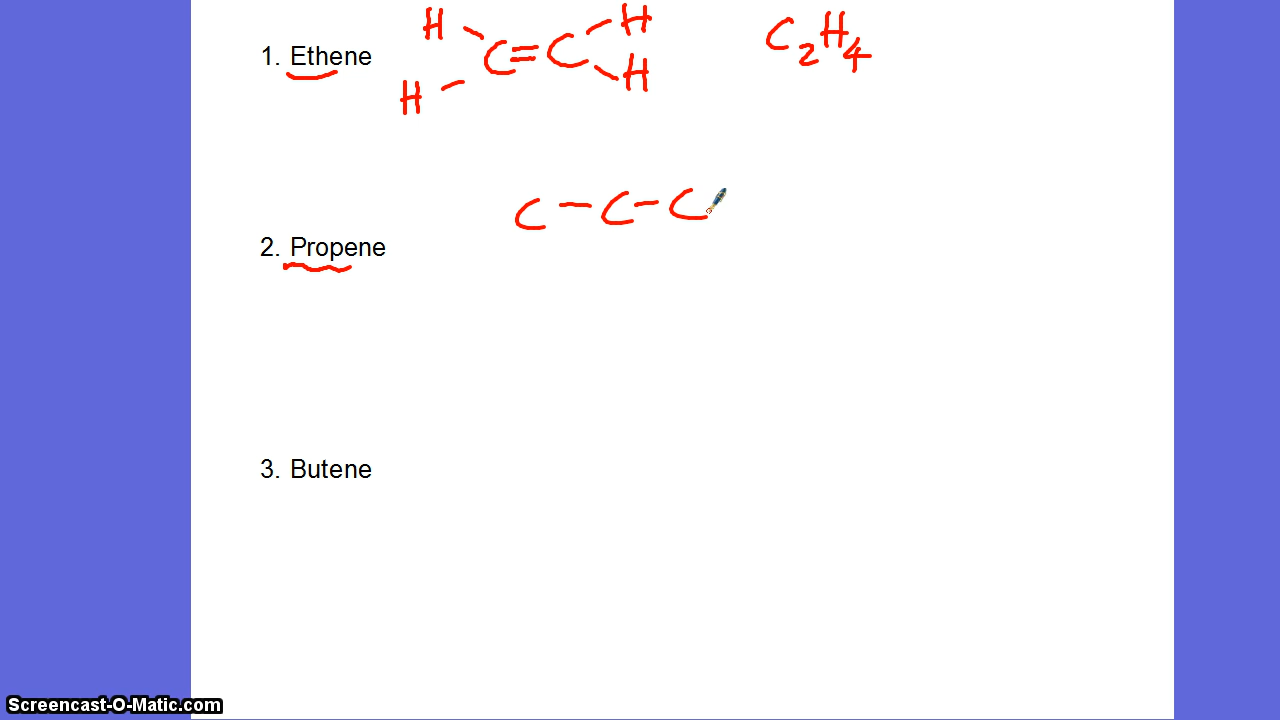 H H
1. Ethene C=C C2H4
H H
C-C-C
2. Propene
3. Butene
Screencast-O-Matic.com